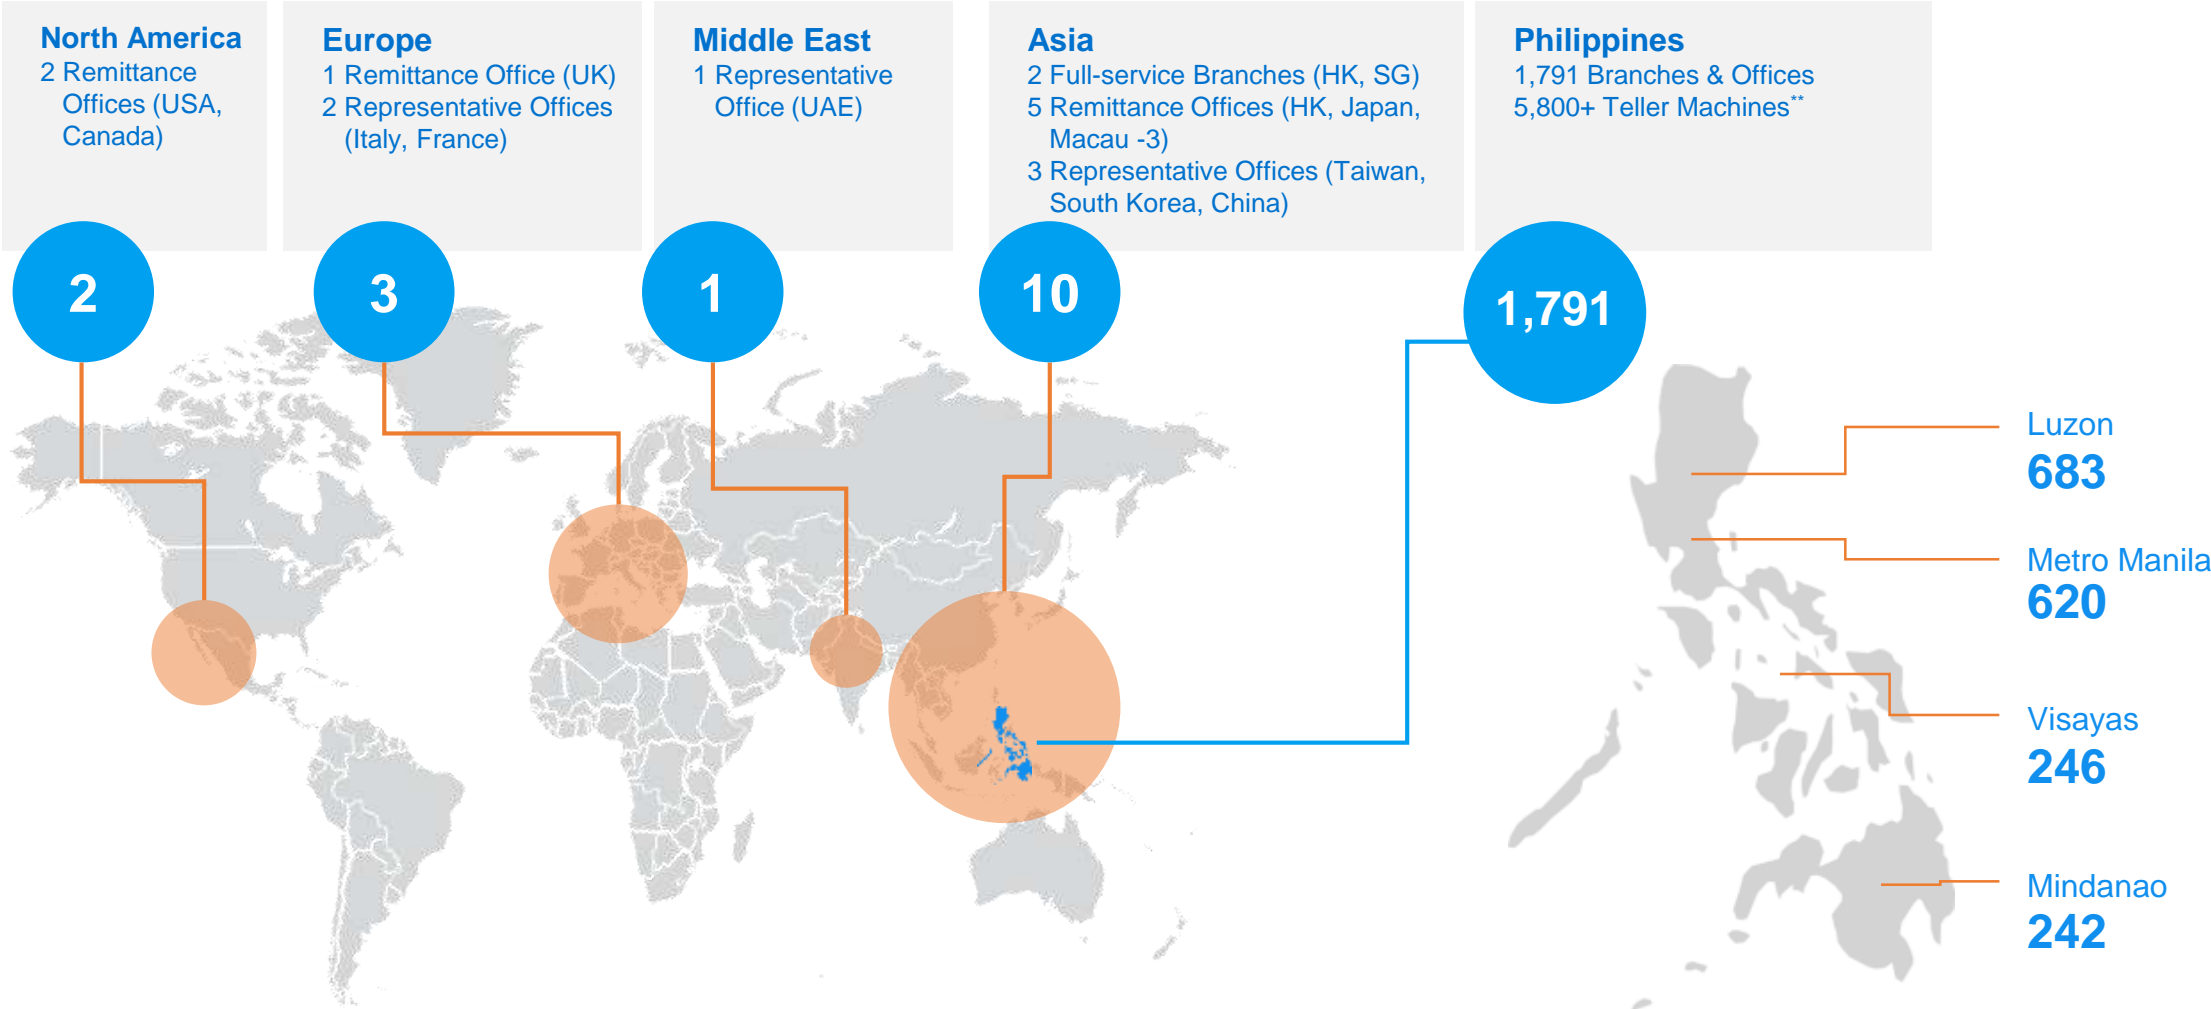 North America
2 Remittance
Offices (USA,
Canada)
Europe
1 Remittance Office (UK)
2 Representative Offices
(Italy, France)
Middle East
1 Representative
Office (UAE)
Asia
2 Full-service Branches (HK, SG)
5 Remittance Offices (HK, Japan,
Macau -3)
3 Representative Offices (Taiwan,
South Korea, China)
Philippines
1,791 Branches & Offices
5,800+ Teller Machines**
2
3
1
10
1,791
Luzon
683
Metro Manila
620
Visayas
246
Mindanao
242